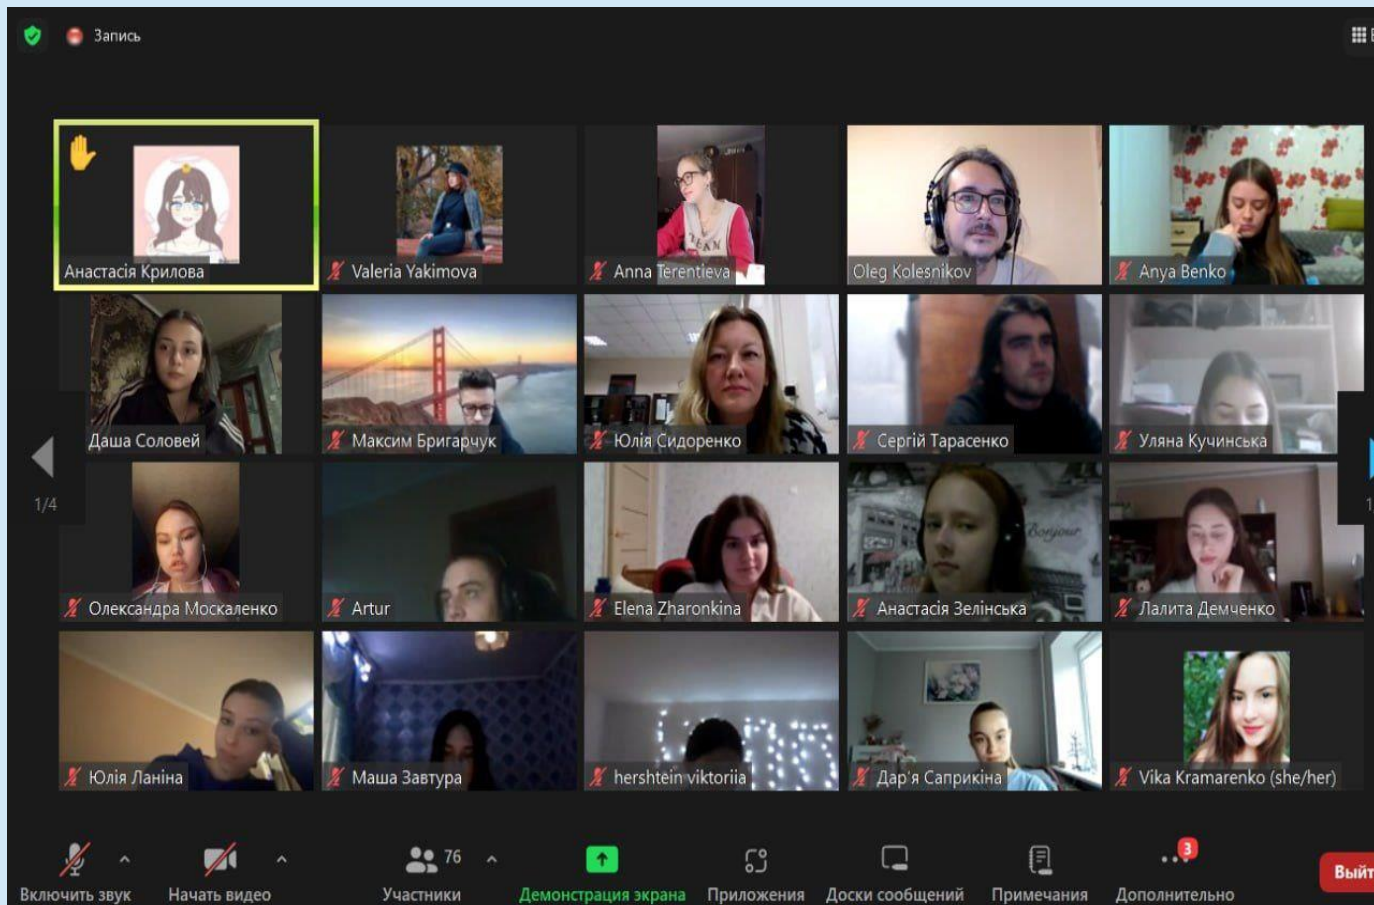 Запись
Анастасія Крилова
Valeria Yakimova
TEAM
Anna Terentieva
Oleg Kolesnikov
Anya Benko
Даша Соловей
Максим Бригарчук
Юлія Сидоренко
Сергій Тарасенко
Уляна Кучинська
1/4
Олександра Москаленко
Artur
Elena Zharonkina
Bonjour
Анастасія Зелінська
Лалита Демченко
Юлія Ланіна
Маша Завтура
hershtein viktoriia
Дар'я Саприкіна
Vika Kramarenko (she/her)
76
3
Включить звук
Начать видео
Участники
Демонстрация экрана
Приложения
Доски сообщений
Примечания
Дополнительно